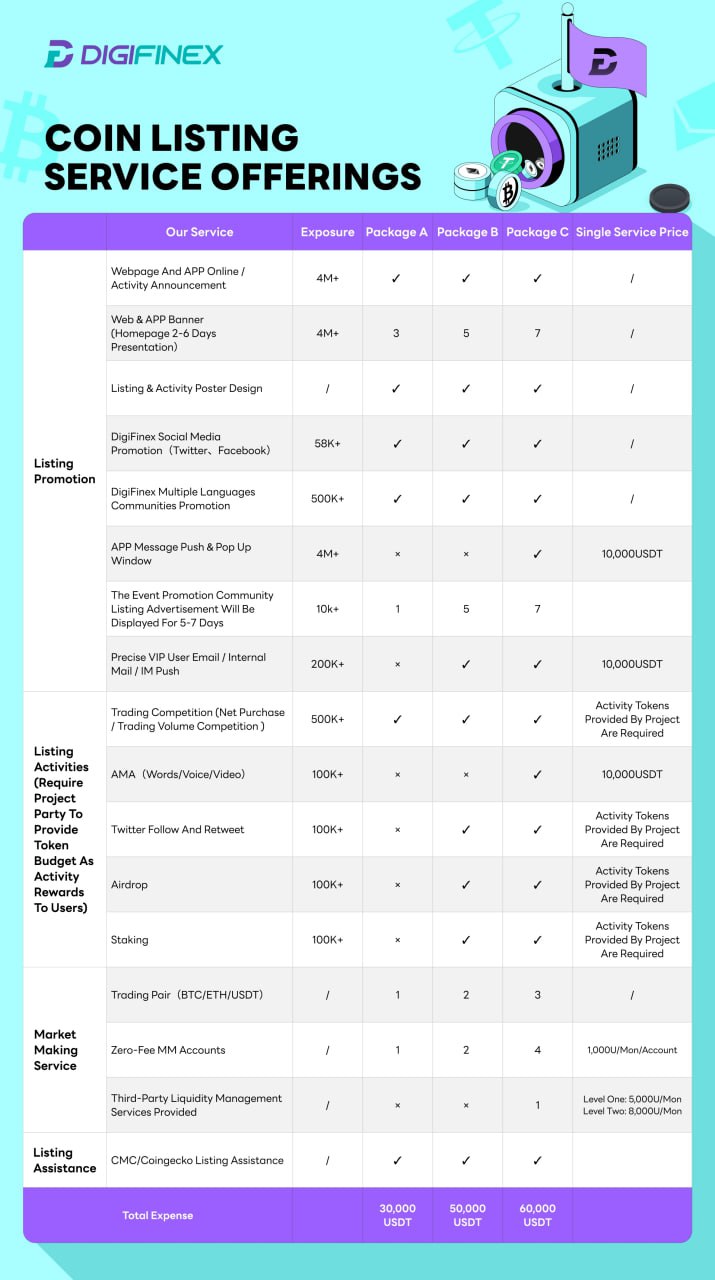 DIGIFINEX
COIN LISTING
SERVICE OFFERINGS
Our Service Exposure Package A Package B Package C Single Service Price
Listing
Promotion
Webpage And APP Online /
Activity Announcement
4M+ ✓ ✓ ✓ /
Web & APP Banner
(Homepage 2-6 Days
Presentation)
4M+ 3 5 7 /
Listing & Activity Poster Design / ✓ ✓ ✓ /
DigiFinex Social Media
Promotion（Twitter、Facebook）
58K+ ✓ ✓ ✓ /
DigiFinex Multiple Languages
Communities Promotion
500K+ ✓ ✓ ✓ /
APP Message Push & Pop Up
Window
4M+ × × ✓ 10,000USDT
The Event Promotion Community
Listing Advertisement Will Be
Displayed For 5-7 Days
10k+ 1 5 7
Precise VIP User Email / Internal
Mail / IM Push
200K+ × ✓ ✓ 10,000USDT
Listing
Activities
(Require
Project
Party To
Provide
Token
Budget As
Activity
Rewards
To Users)
Trading Competition (Net Purchase
/ Trading Volume Competition )
500K+ ✓ ✓ ✓
Activity Tokens
Provided By Project
Are Required
AMA（Words/Voice/Video） 100K+ × × ✓ 10,000USDT
Twitter Follow And Retweet 100K+ × ✓ ✓
Activity Tokens
Provided By Project
Are Required
Airdrop 100K+ × ✓ ✓
Activity Tokens
Provided By Project
Are Required
Staking 100K+ × ✓ ✓
Activity Tokens
Provided By Project
Are Required
Market
Making
Service
Trading Pair（BTC/ETH/USDT） / 1 2 3 /
Zero-Fee MM Accounts / 1 2 4 1,000U/Mon/Account
Third-Party Liquidity Management
Services Provided
/ × × 1
Level One: 5,000U/Mon
Level Two: 8,000U/Mon
Listing
Assistance
CMC/Coingecko Listing Assistance / ✓ ✓ ✓
Total Expense
30,000
USDT
50,000
USDT
60,000
USDT